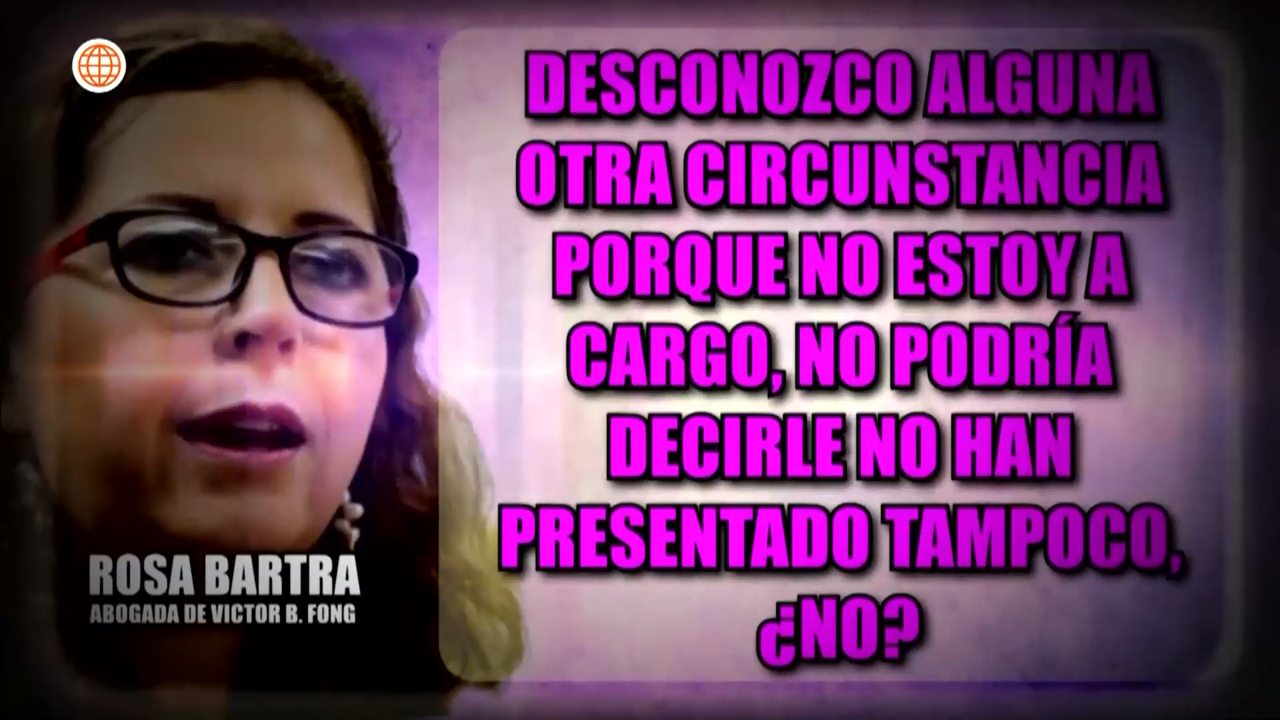 DESCONOZCO ALGUNA
OTRA CIRCUNSTANCIA
PORQUE NO ESTOY A
CARGO, NO PODRÍA
DECIRLE NO HAN
PRESENTADO TAMPOCO,
¿NO?
ROSA BARTRA
ABOGADA DE VICTOR B. FONG